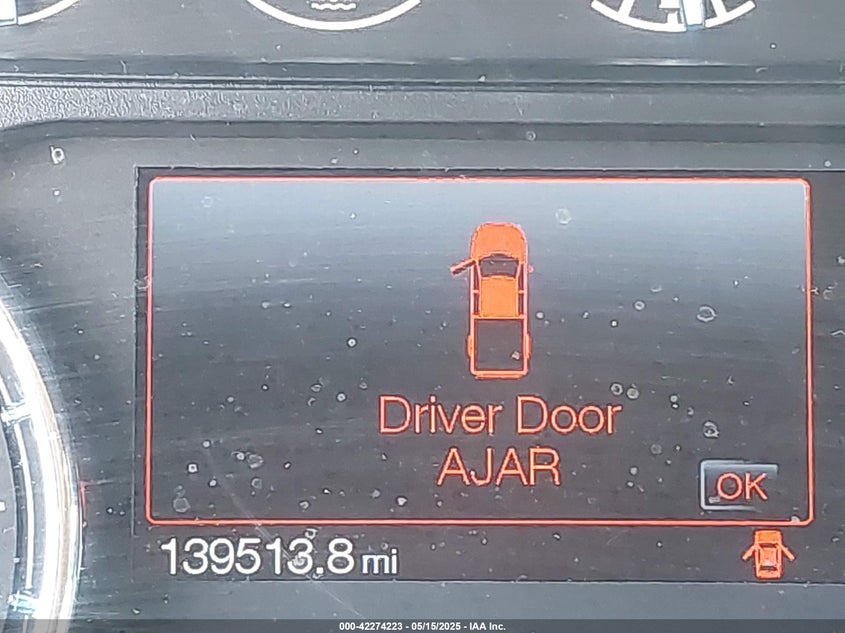 Driver Door
AJAR
OK
139513.8 mi
000-42274223 - 05/15/2025 - IAA Inc.